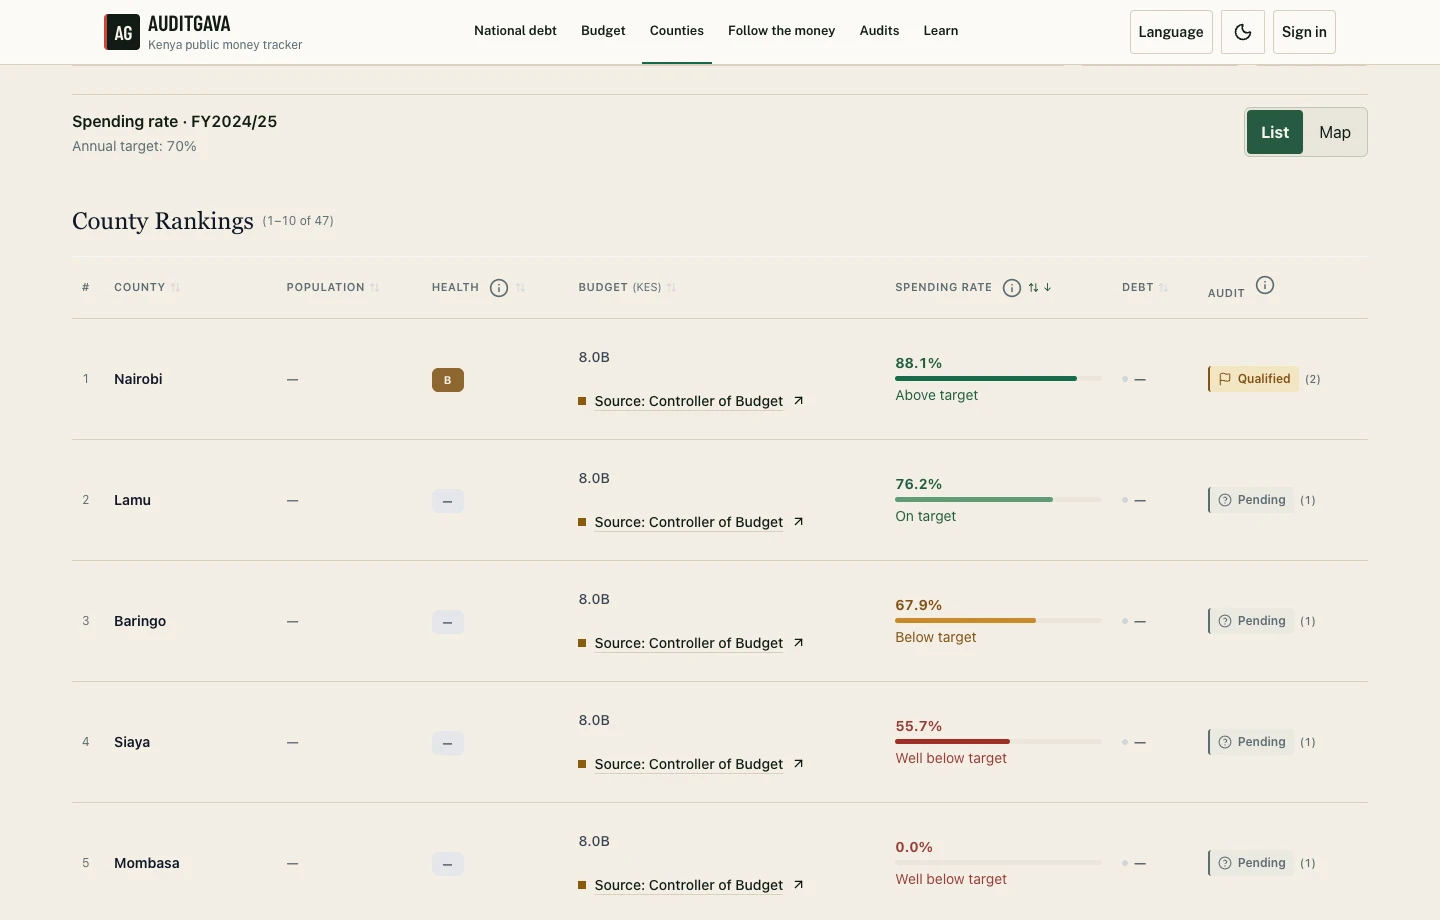 AG
AUDITGAVA
Kenya public money tracker
National debt
Budget
Counties
Follow the money
Audits
Learn
Language
Sign in
Spending rate · FY2024/25
Annual target: 70%
List
Map
County Rankings (1–10 of 47)
# COUNTY POPULATION HEALTH BUDGET (KES) SPENDING RATE DEBT AUDIT
1 Nairobi — B 8.0B
Source: Controller of Budget
88.1%
Above target
—
Qualified (2)
2 Lamu — — 8.0B
Source: Controller of Budget
76.2%
On target
—
Pending (1)
3 Baringo — — 8.0B
Source: Controller of Budget
67.9%
Below target
—
Pending (1)
4 Siaya — — 8.0B
Source: Controller of Budget
55.7%
Well below target
—
Pending (1)
5 Mombasa — — 8.0B
Source: Controller of Budget
0.0%
Well below target
—
Pending (1)